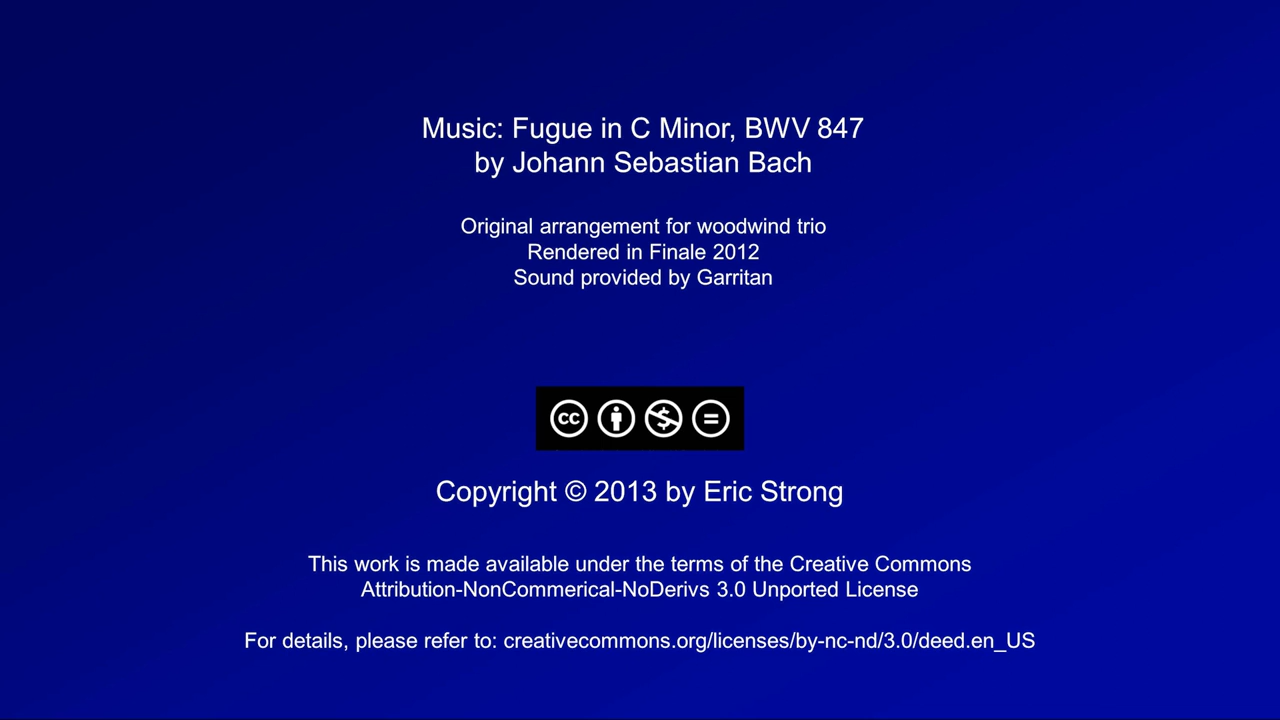 Music: Fugue in C Minor, BWV 847
by Johann Sebastian Bach
Original arrangement for woodwind trio
Rendered in Finale 2012
Sound provided by Garritan
cc
Copyright © 2013 by Eric Strong
This work is made available under the terms of the Creative Commons
Attribution-NonCommerical-NoDerivs 3.0 Unported License
For details, please refer to: creativecommons.org/licenses/by-nc-nd/3.0/deed.en_US